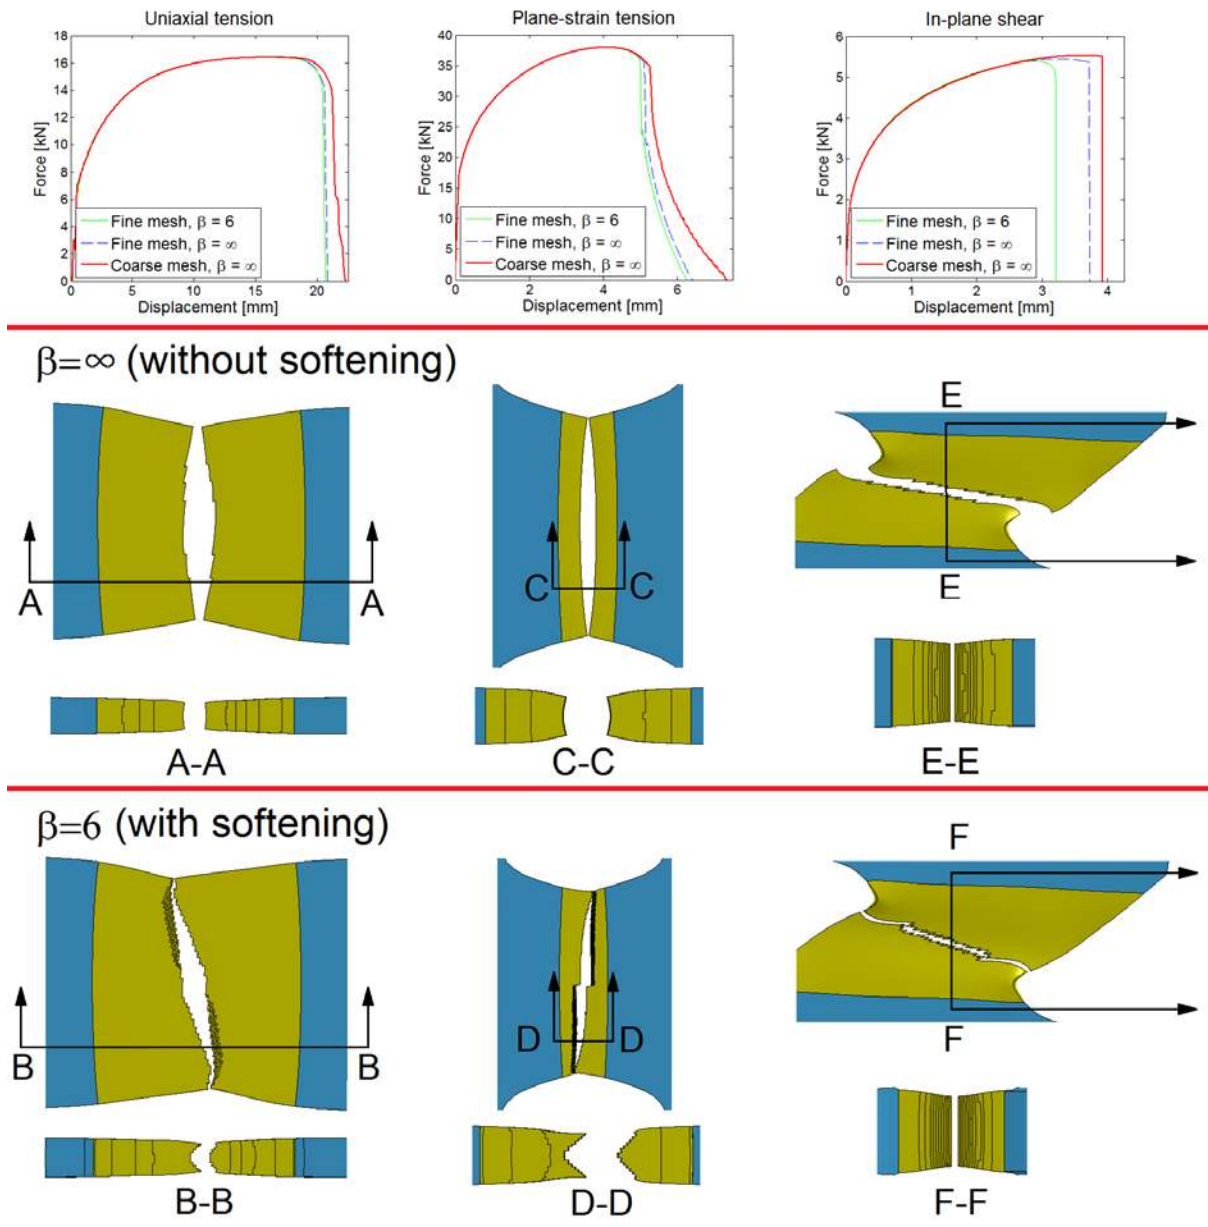 Uniaxial tension
18
16
14
12
10
8
6
4
2
0
Force [kN]
Fine mesh, β = 6
Fine mesh, β = ∞
Coarse mesh, β = ∞
0 5 10 15 20
Displacement [mm]
Plane-strain tension
40
35
30
25
20
15
10
5
0
Force [kN]
Fine mesh, β = 6
Fine mesh, β = ∞
Coarse mesh, β = ∞
0 2 4 6
Displacement [mm]
In-plane shear
6
5
4
3
2
1
0
Force [kN]
Fine mesh, β = 6
Fine mesh, β = ∞
Coarse mesh, β = ∞
0 1 2 3 4
Displacement [mm]
β=∞ (without softening)
A A
A-A
C C
C-C
E
E
E-E
β=6 (with softening)
B B
B-B
D D
D-D
F
F
F-F